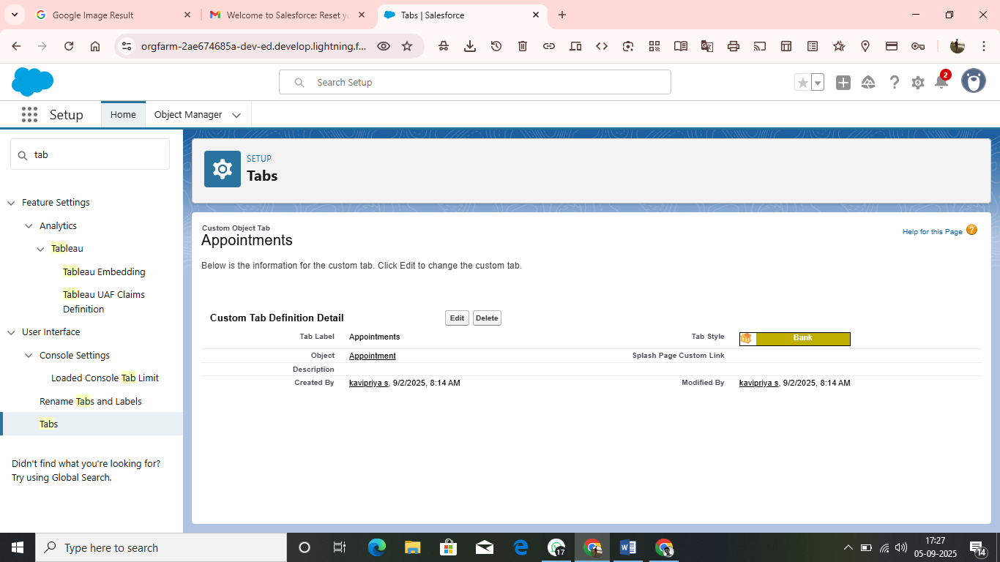 Google Image Result
Welcome to Salesforce: Reset yo
Tabs | Salesforce
orgfarm-2ae674685a-dev-ed.develop.lightning.f...
Search Setup
2
Setup
Home
Object Manager
tab
Feature Settings
Analytics
Tableau
Tableau Embedding
Tableau UAF Claims
Definition
User Interface
Console Settings
Loaded Console Tab Limit
Rename Tabs and Labels
Tabs
Didn't find what you're looking for?
Try using Global Search.
SETUP
Tabs
Custom Object Tab
Appointments
Help for this Page
Below is the information for the custom tab. Click Edit to change the custom tab.
Custom Tab Definition Detail Edit Delete
Tab Label Appointments Tab Style Bank
Object Appointment Splash Page Custom Link
Description
Created By kavipriya s, 9/2/2025, 8:14 AM Modified By kavipriya s, 9/2/2025, 8:14 AM
Type here to search
17
17:27
05-09-2025
14